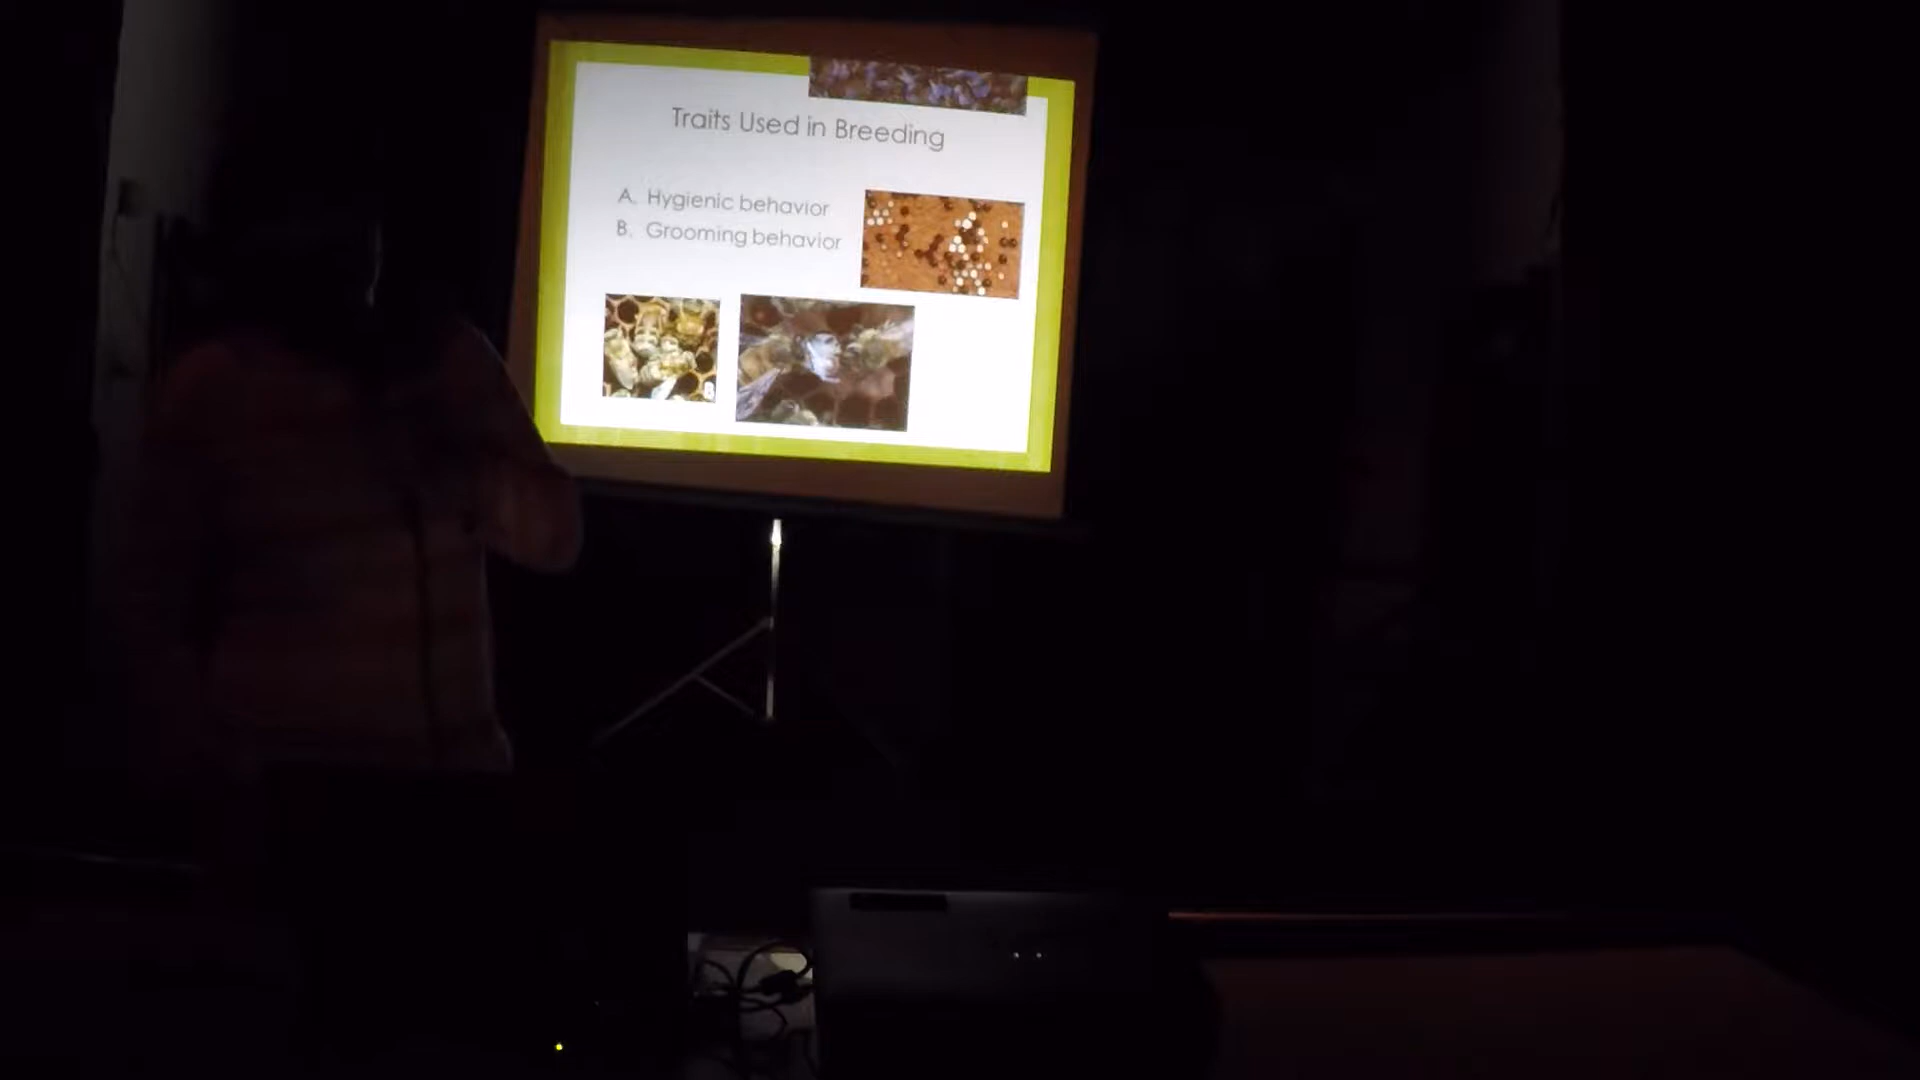 Traits Used in Breeding
A. Hygienic behavior
B. Grooming behavior
B